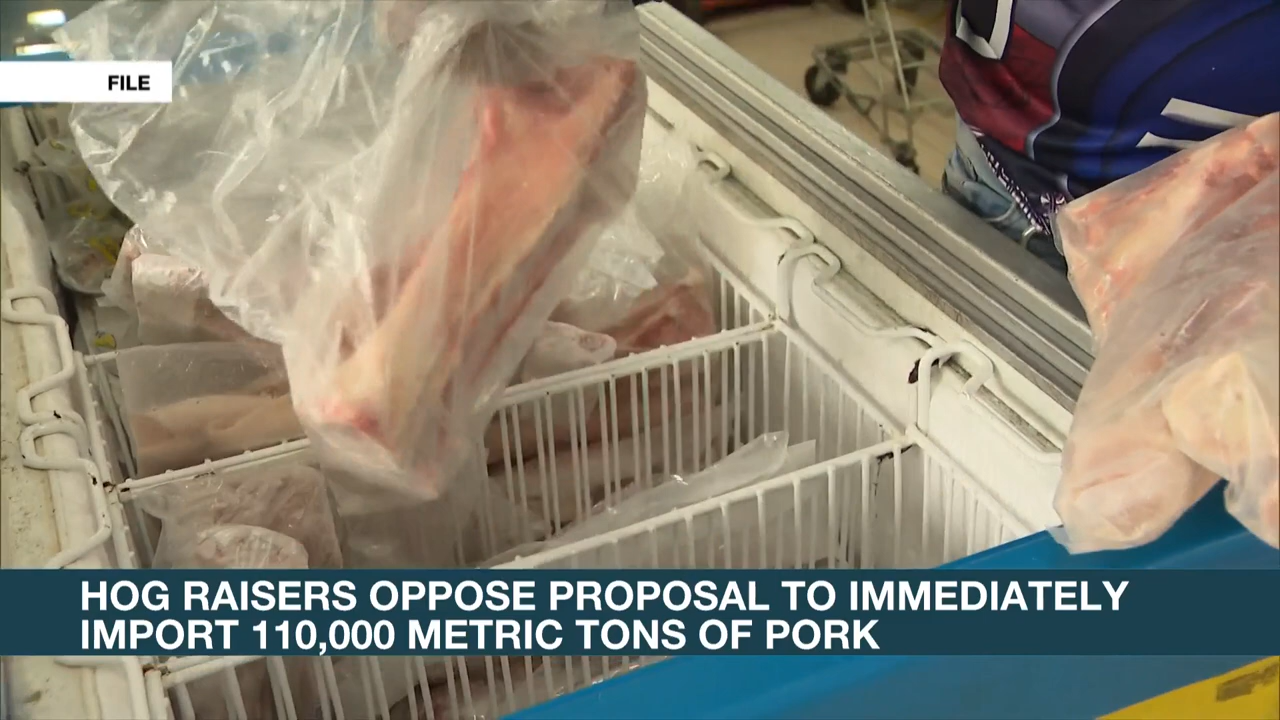 FILE
HOG RAISERS OPPOSE PROPOSAL TO IMMEDIATELY
IMPORT 110,000 METRIC TONS OF PORK